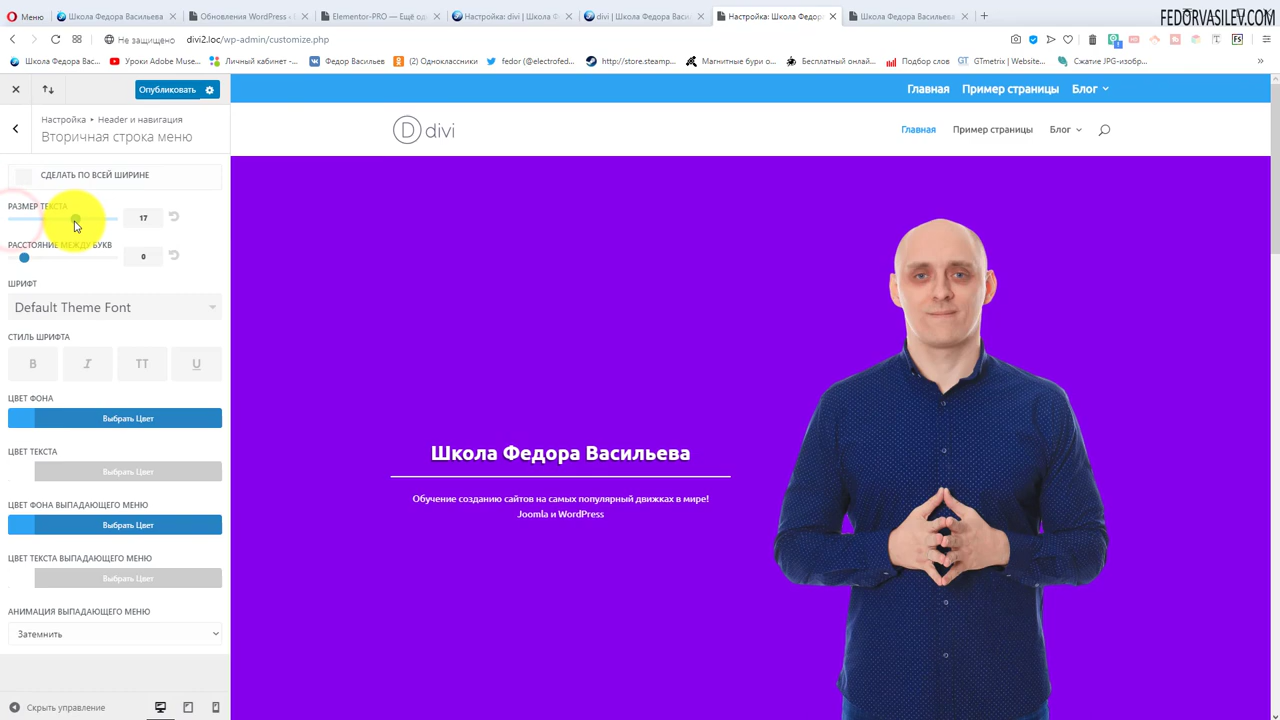 Меню
Школа Федора Васильева
Обновления WordPress -
Elementor-PRO — Ещё од
Настройка: divi | Школа Ф
divi | Школа Федора Васил
Настройка: Школа Федор
Школа Федора Васильева
FEDORVASILEV.COM
Не защищено
divi2.loc/wp-admin/customize.php
Школа Федора Вас...
Уроки Adobe Muse...
Личный кабинет -...
Федор Васильев
(2) Одноклассники
fedor (@electrofed...
http://store.steamp...
Магнитные бури о...
Бесплатный онлай...
Подбор слов
GTmetrix | Website...
Сжатие JPG-изобр...
Опубликовать
Настройка ▸ Header и навигация
Вторичная строка меню
СДЕЛАТЬ ПО ВСЕЙ ШИРИНЕ
РАЗМЕР ТЕКСТА
17
РАССТОЯНИЕ МЕЖДУ БУКВ
0
ШРИФТ
Default Theme Font
СТИЛЬ ШРИФТА
B I TT U
ЦВЕТ ФОНА
Выбрать Цвет
ЦВЕТ ТЕКСТА
Выбрать Цвет
ЦВЕТ ФОНА ВЫПАДАЮЩЕГО МЕНЮ
Выбрать Цвет
ЦВЕТ ТЕКСТА ВЫПАДАЮЩЕГО МЕНЮ
Выбрать Цвет
АНИМАЦИЯ ВЫПАДАЮЩЕГО МЕНЮ
Затемнить
Скрыть управление
Главная Пример страницы Блог
D divi
Главная Пример страницы Блог
Школа Федора Васильева
Обучение созданию сайтов на самых популярный движках в мире!
Joomla и WordPress